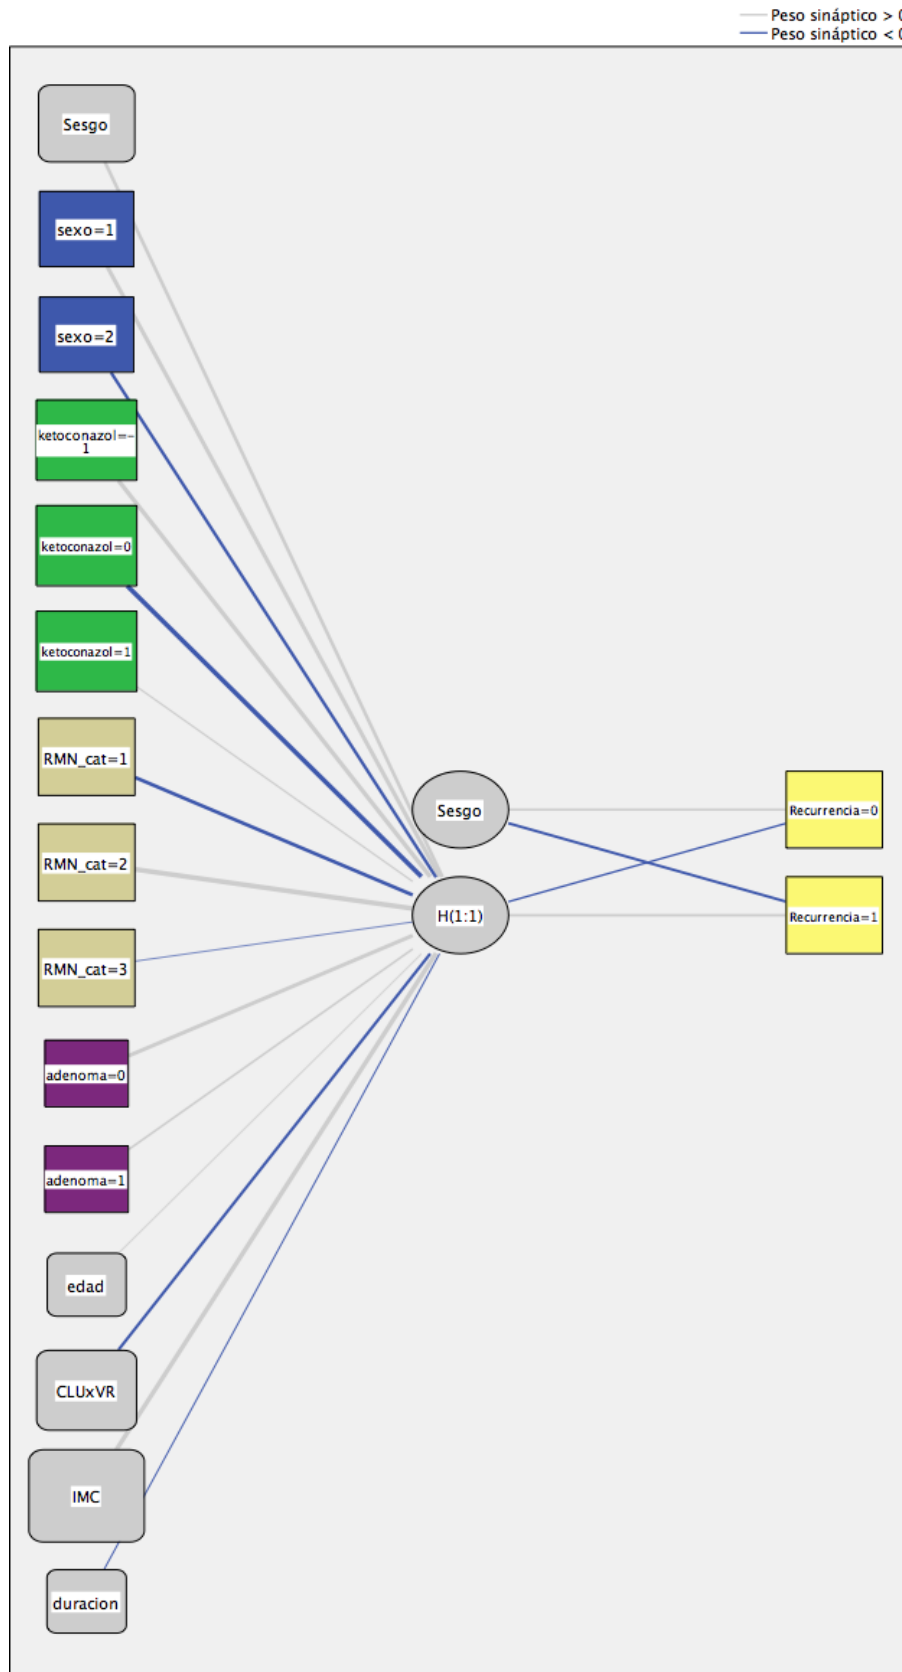 Peso sináptico > 0
Peso sináptico < 0
Sesgo
sexo=1
sexo=2
ketoconazol=-
1
ketoconazol=0
ketoconazol=1
RMN_cat=1
RMN_cat=2
RMN_cat=3
adenoma=0
adenoma=1
edad
CLUxVR
IMC
duracion
Sesgo
H(1:1)
Recurrencia=0
Recurrencia=1